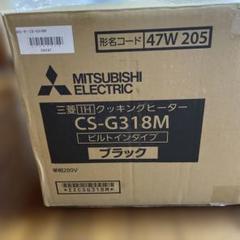 形名コード 47W 205
MITSUBISHI
ELECTRIC
三菱IHクッキングヒーター
CS-G318M
ビルトインタイプ
ブラック
単相200V
*EZCSG318M*